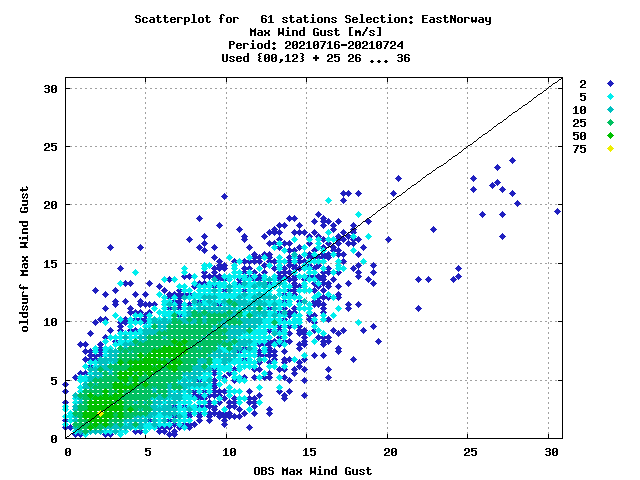 Scatterplot for 61 stations Selection: EastNorway
Max Wind Gust [m/s]
Period: 20210716-20210724
Used {00,12} + 25 26 ... 36
2
5
10
25
50
75
oldsurf Max Wind Gust
30
25
20
15
10
5
0
0 5 10 15 20 25 30
OBS Max Wind Gust